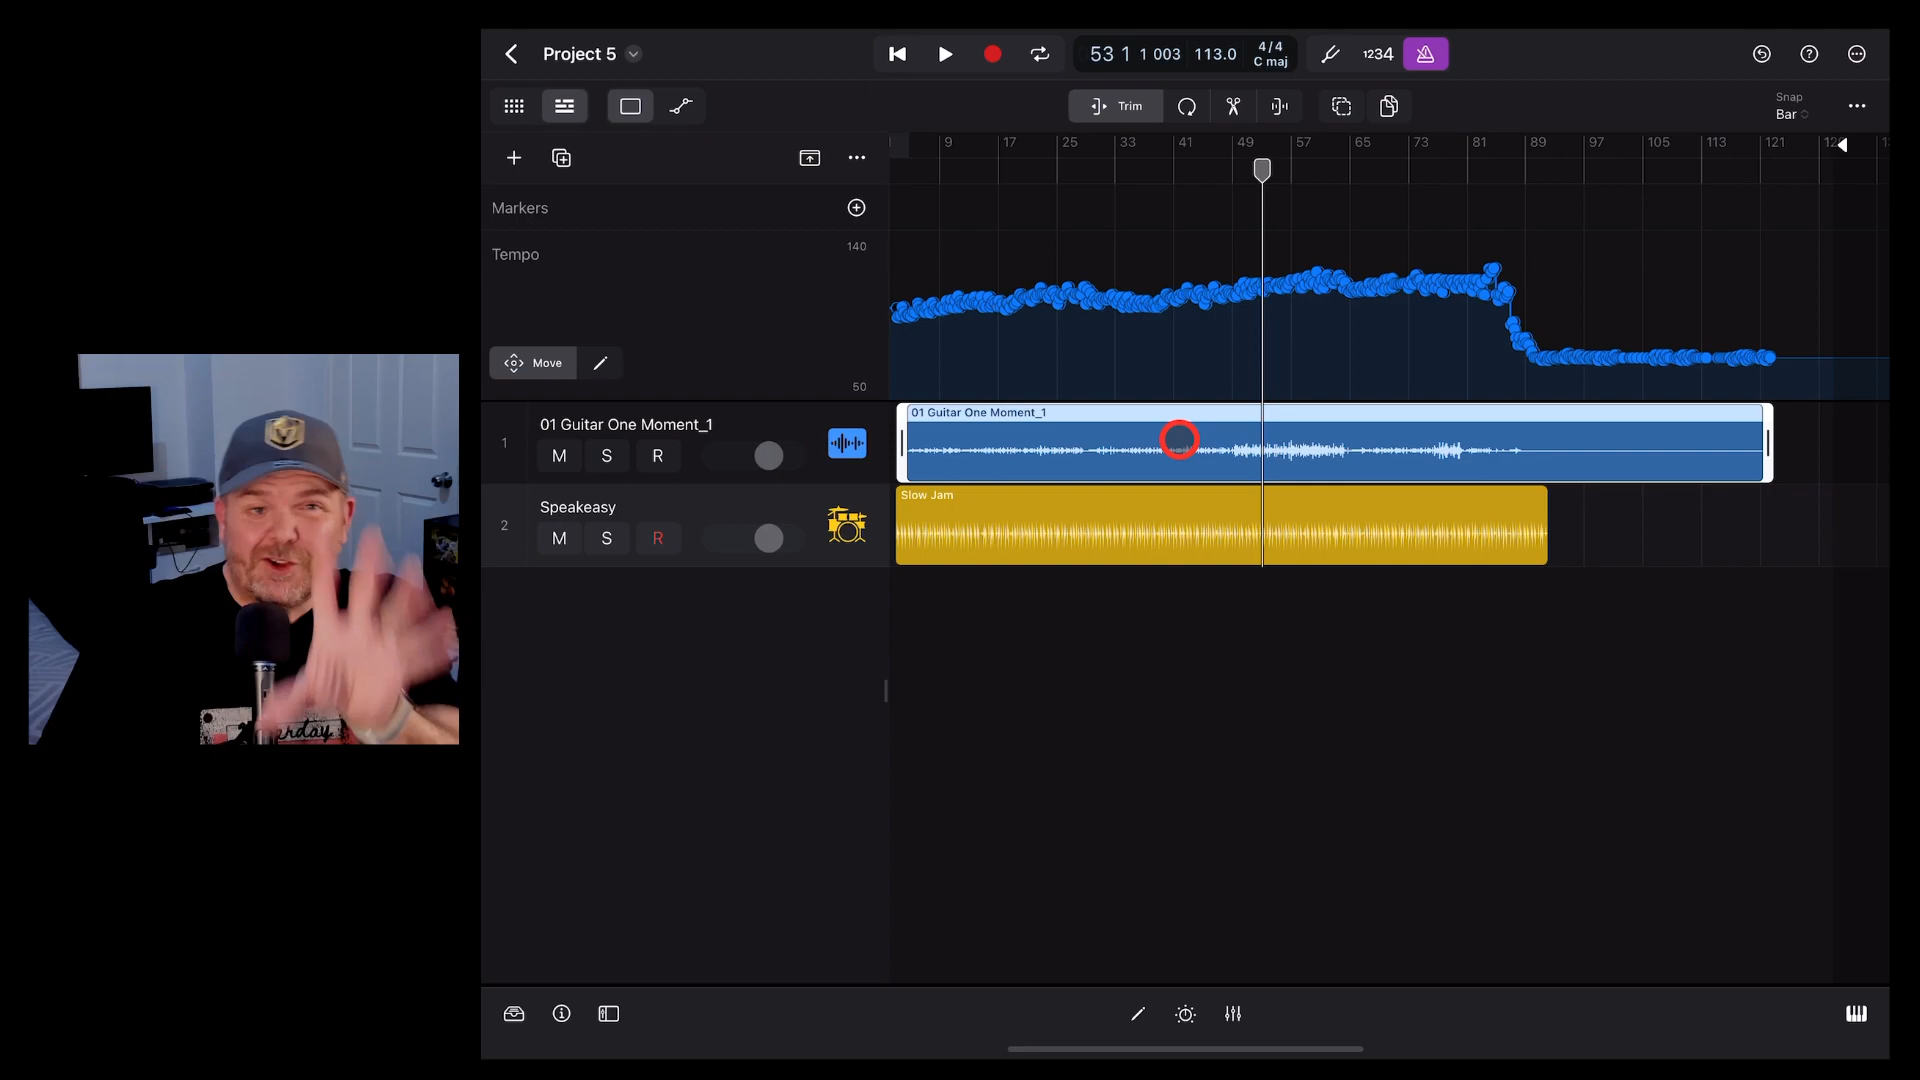 Project 5
53 1 1 003 113.0 4/4 C maj
1234
Trim
Snap
Bar
9 17 25 33 41 49 57 65 73 81 89 97 105 113 121
Markers
Tempo
140
Move
50
1
01 Guitar One Moment_1
M S R
01 Guitar One Moment_1
2
Speakeasy
M S R
Slow Jam